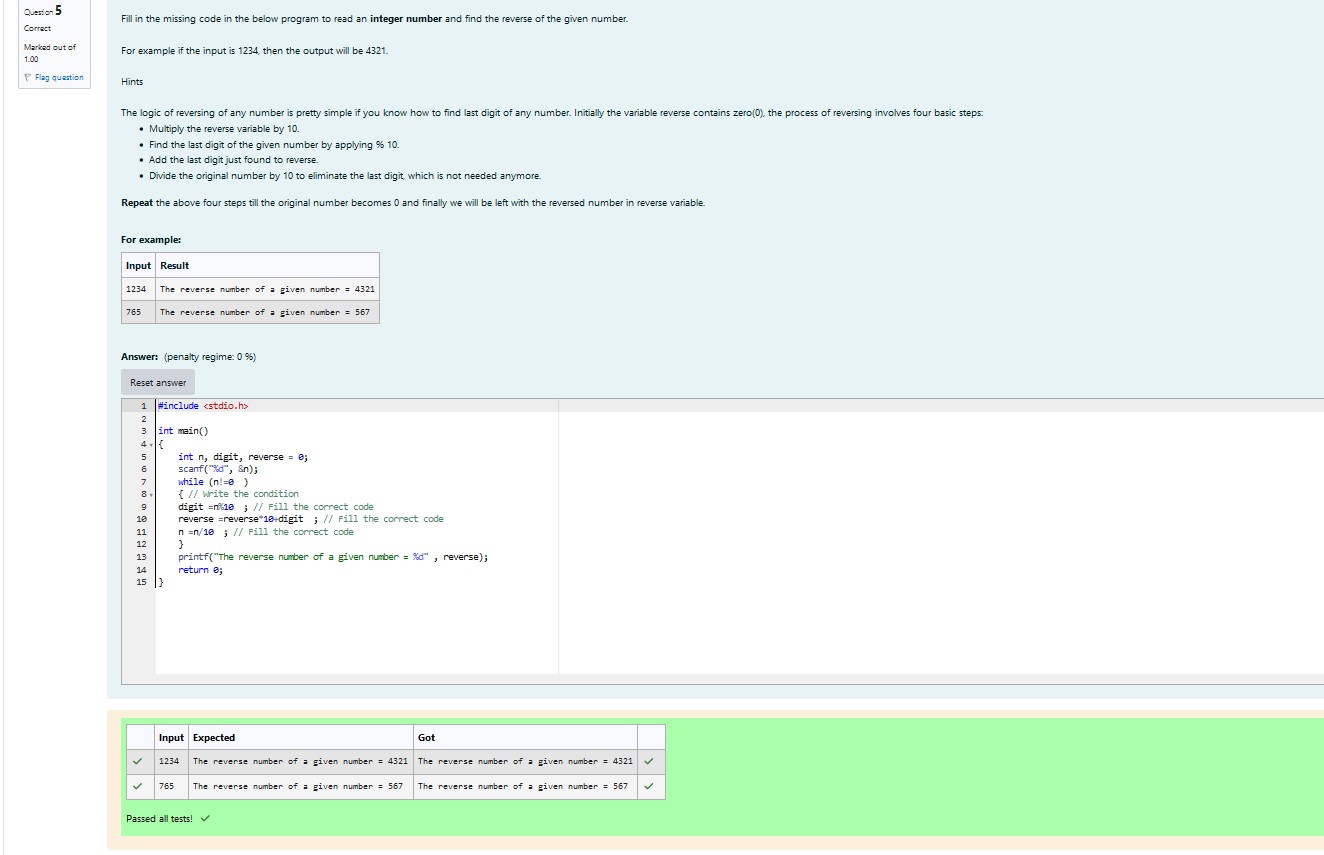 Question 5
Correct
Marked out of
1.00
Flag question
Fill in the missing code in the below program to read an integer number and find the reverse of the given number.
For example if the input is 1234, then the output will be 4321.
Hints
The logic of reversing of any number is pretty simple if you know how to find last digit of any number. Initially the variable reverse contains zero(0), the process of reversing involves four basic steps:
• Multiply the reverse variable by 10.
• Find the last digit of the given number by applying % 10.
• Add the last digit just found to reverse.
• Divide the original number by 10 to eliminate the last digit, which is not needed anymore.
Repeat the above four steps till the original number becomes 0 and finally we will be left with the reversed number in reverse variable.
For example:
Input Result
1234 The reverse number of a given number = 4321
765 The reverse number of a given number = 567
Answer: (penalty regime: 0 %)
Reset answer
1 #include <stdio.h>
2
3 int main()
4 {
5 int n, digit, reverse = 0;
6 scanf("%d", &n);
7 while (n!=0 )
8 { // Write the condition
9 digit =n%10 ; // Fill the correct code
10 reverse =reverse*10+digit ; // Fill the correct code
11 n =n/10 ; // Fill the correct code
12 }
13 printf("The reverse number of a given number = %d" , reverse);
14 return 0;
15 }
Input Expected Got
1234 The reverse number of a given number = 4321 The reverse number of a given number = 4321
765 The reverse number of a given number = 567 The reverse number of a given number = 567
Passed all tests!